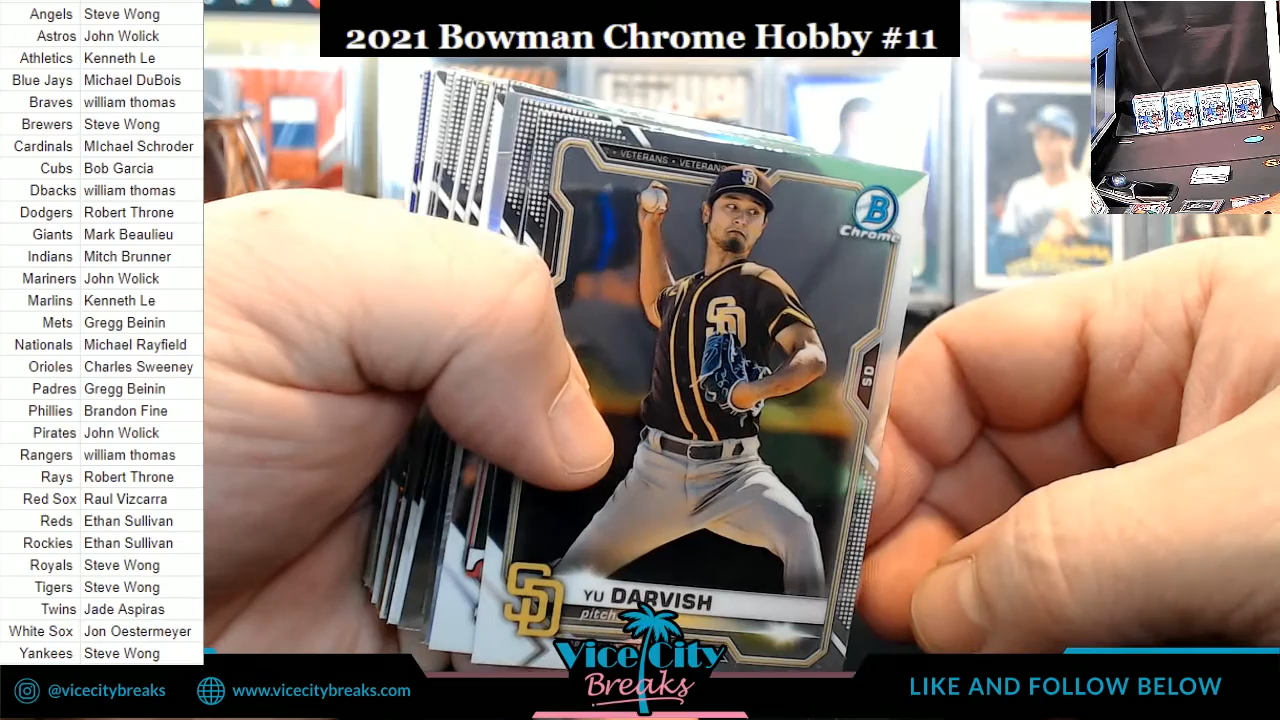 2021 Bowman Chrome Hobby #11
Angels Steve Wong
Astros John Wolick
Athletics Kenneth Le
Blue Jays Michael DuBois
Braves william thomas
Brewers Steve Wong
Cardinals MIchael Schroder
Cubs Bob Garcia
Dbacks william thomas
Dodgers Robert Throne
Giants Mark Beaulieu
Indians Mitch Brunner
Mariners John Wolick
Marlins Kenneth Le
Mets Gregg Beinin
Nationals Michael Rayfield
Orioles Charles Sweeney
Padres Gregg Beinin
Phillies Brandon Fine
Pirates John Wolick
Rangers william thomas
Rays Robert Throne
Red Sox Raul Vizcarra
Reds Ethan Sullivan
Rockies Ethan Sullivan
Royals Steve Wong
Tigers Steve Wong
Twins Jade Aspiras
White Sox Jon Oestermeyer
Yankees Steve Wong
• VETERANS • VETERANS
SD
B
Chrome
SD
SD
SD
YU DARVISH
Vice City
Breaks
@vicecitybreaks
www.vicecitybreaks.com
LIKE AND FOLLOW BELOW